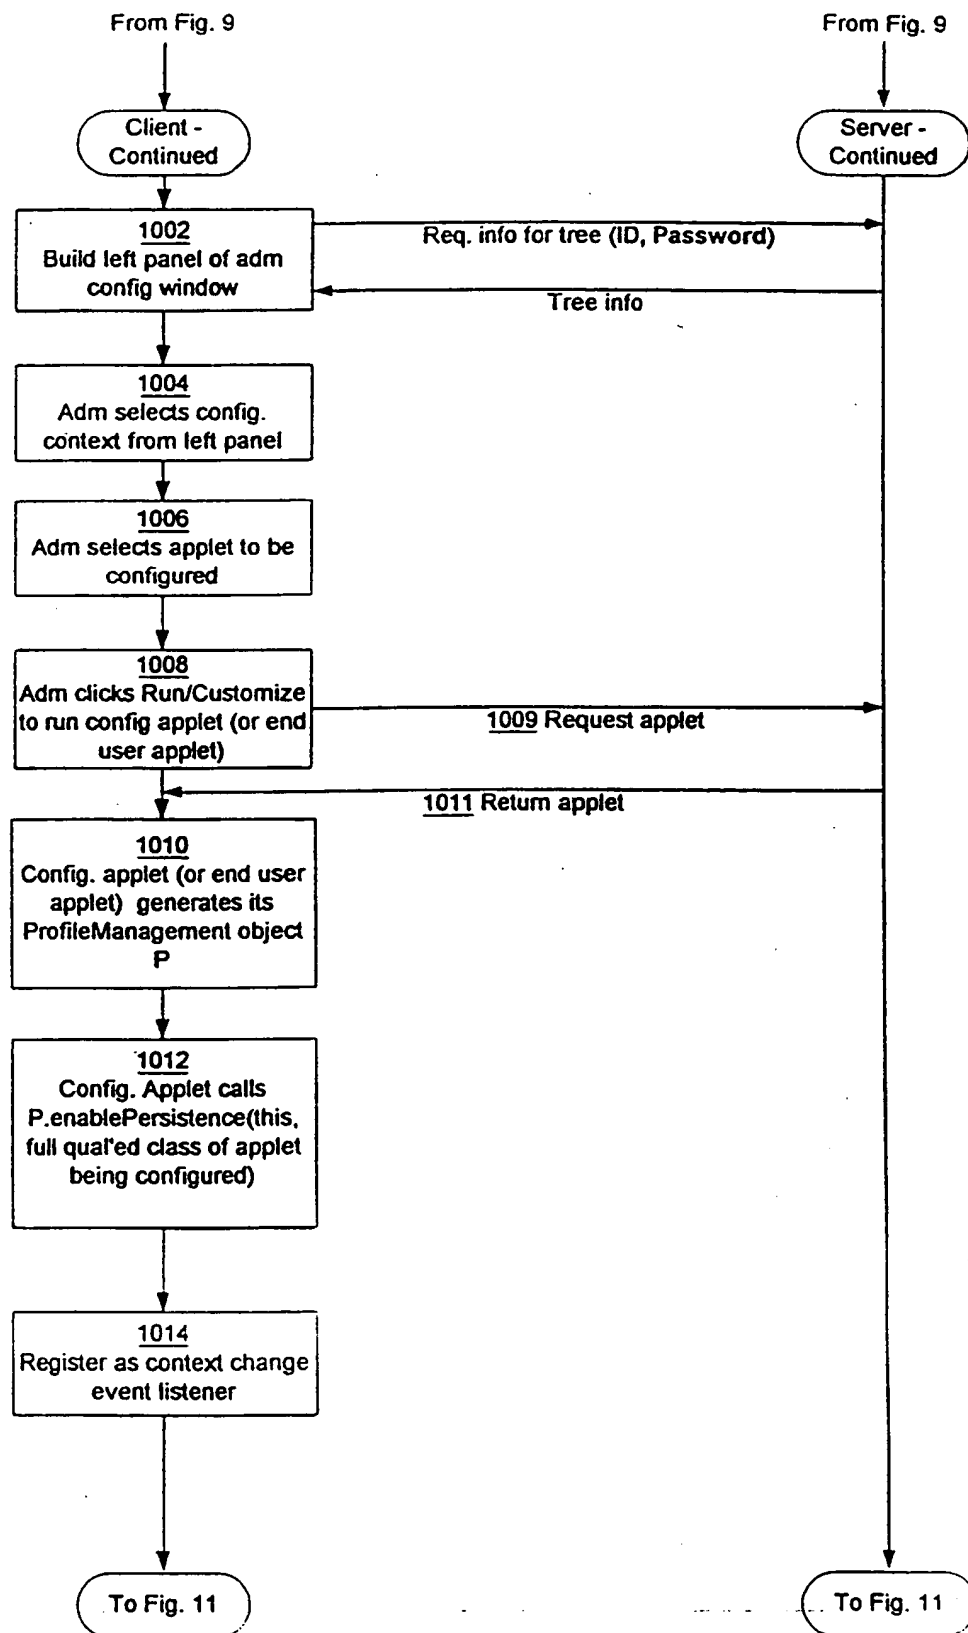 From Fig. 9
From Fig. 9
Client -
Continued
Server -
Continued
1002
Build left panel of adm
config window
Req. info for tree (ID, Password)
Tree info
1004
Adm selects config.
context from left panel
1006
Adm selects applet to be
configured
1008
Adm clicks Run/Customize
to run config applet (or end
user applet)
1009 Request applet
1011 Return applet
1010
Config. applet (or end user
applet) generates its
ProfileManagement object
P
1012
Config. Applet calls
P.enablePersistence(this,
full qual'ed class of applet
being configured)
1014
Register as context change
event listener
To Fig. 11
To Fig. 11